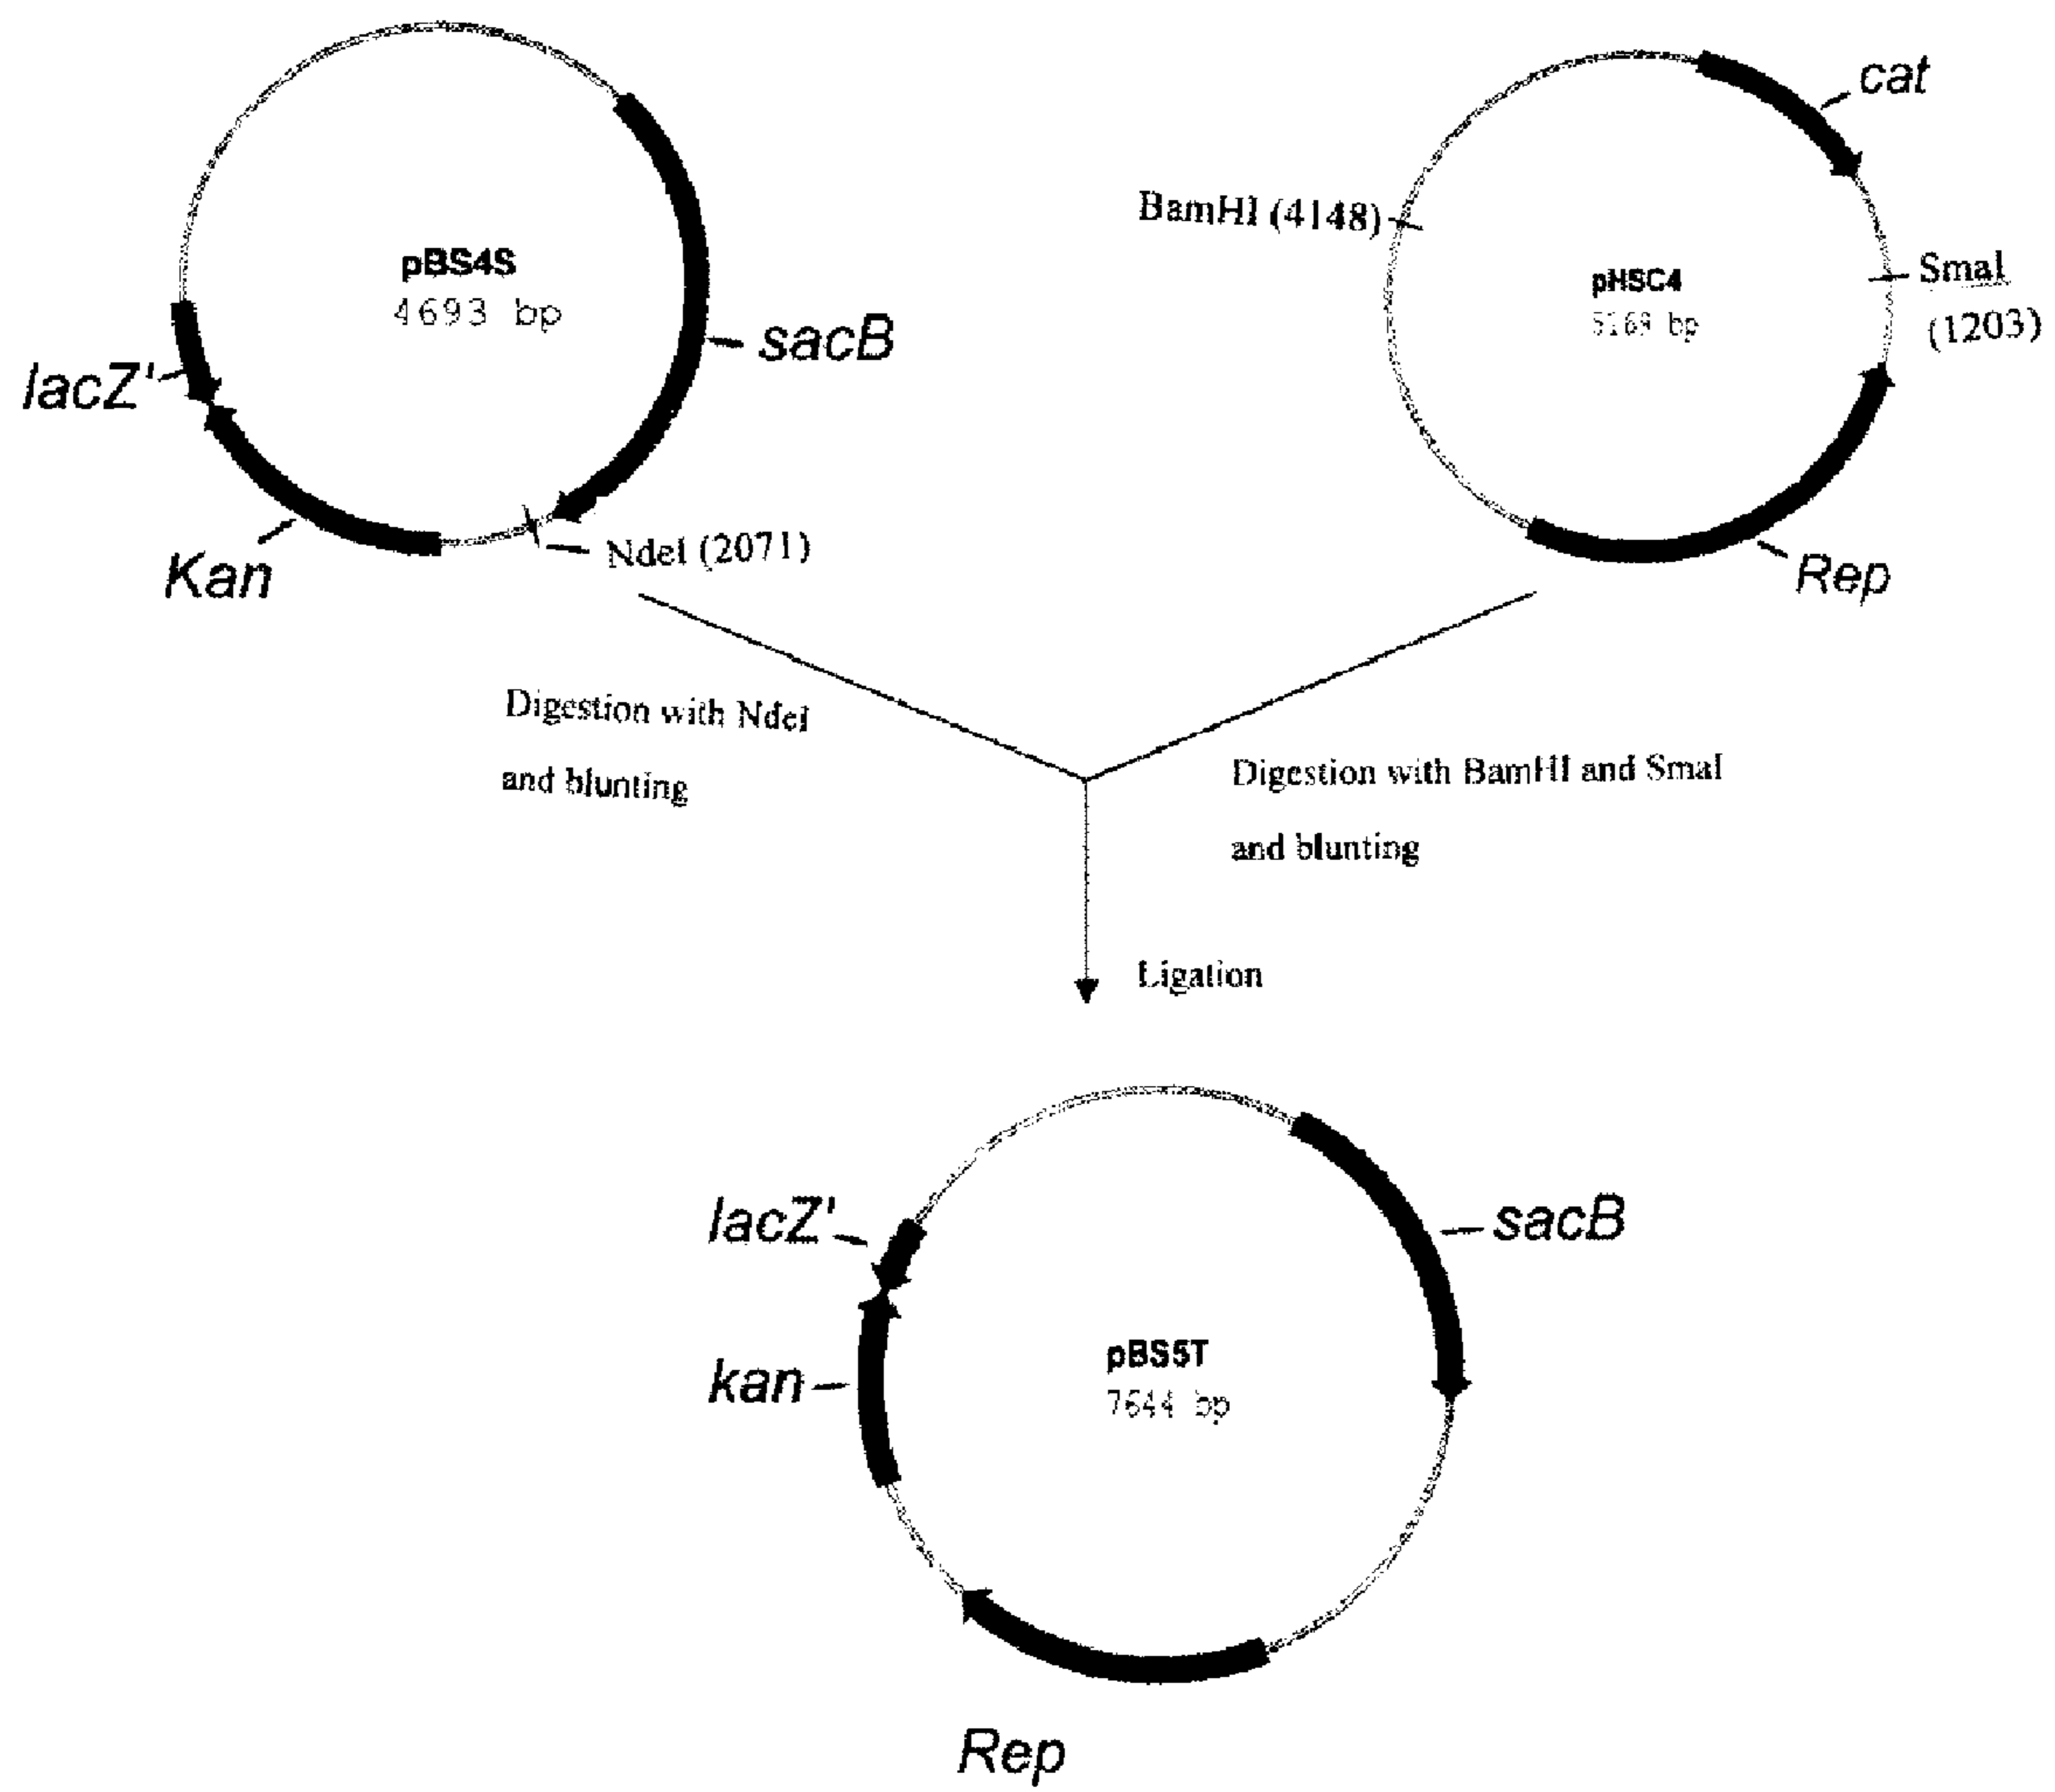 cat
BamHI (4148)
pBS4S
4693 bp
pHSC4
bp
SmaI
(1203)
sacB
lacZ'
Kan
NdeI (2071)
Rep
Digestion with NdeI
and blunting
Digestion with BamHI and SmaI
and blunting
Ligation
lacZ'
sacB
kan
pBS5T
7644 bp
Rep